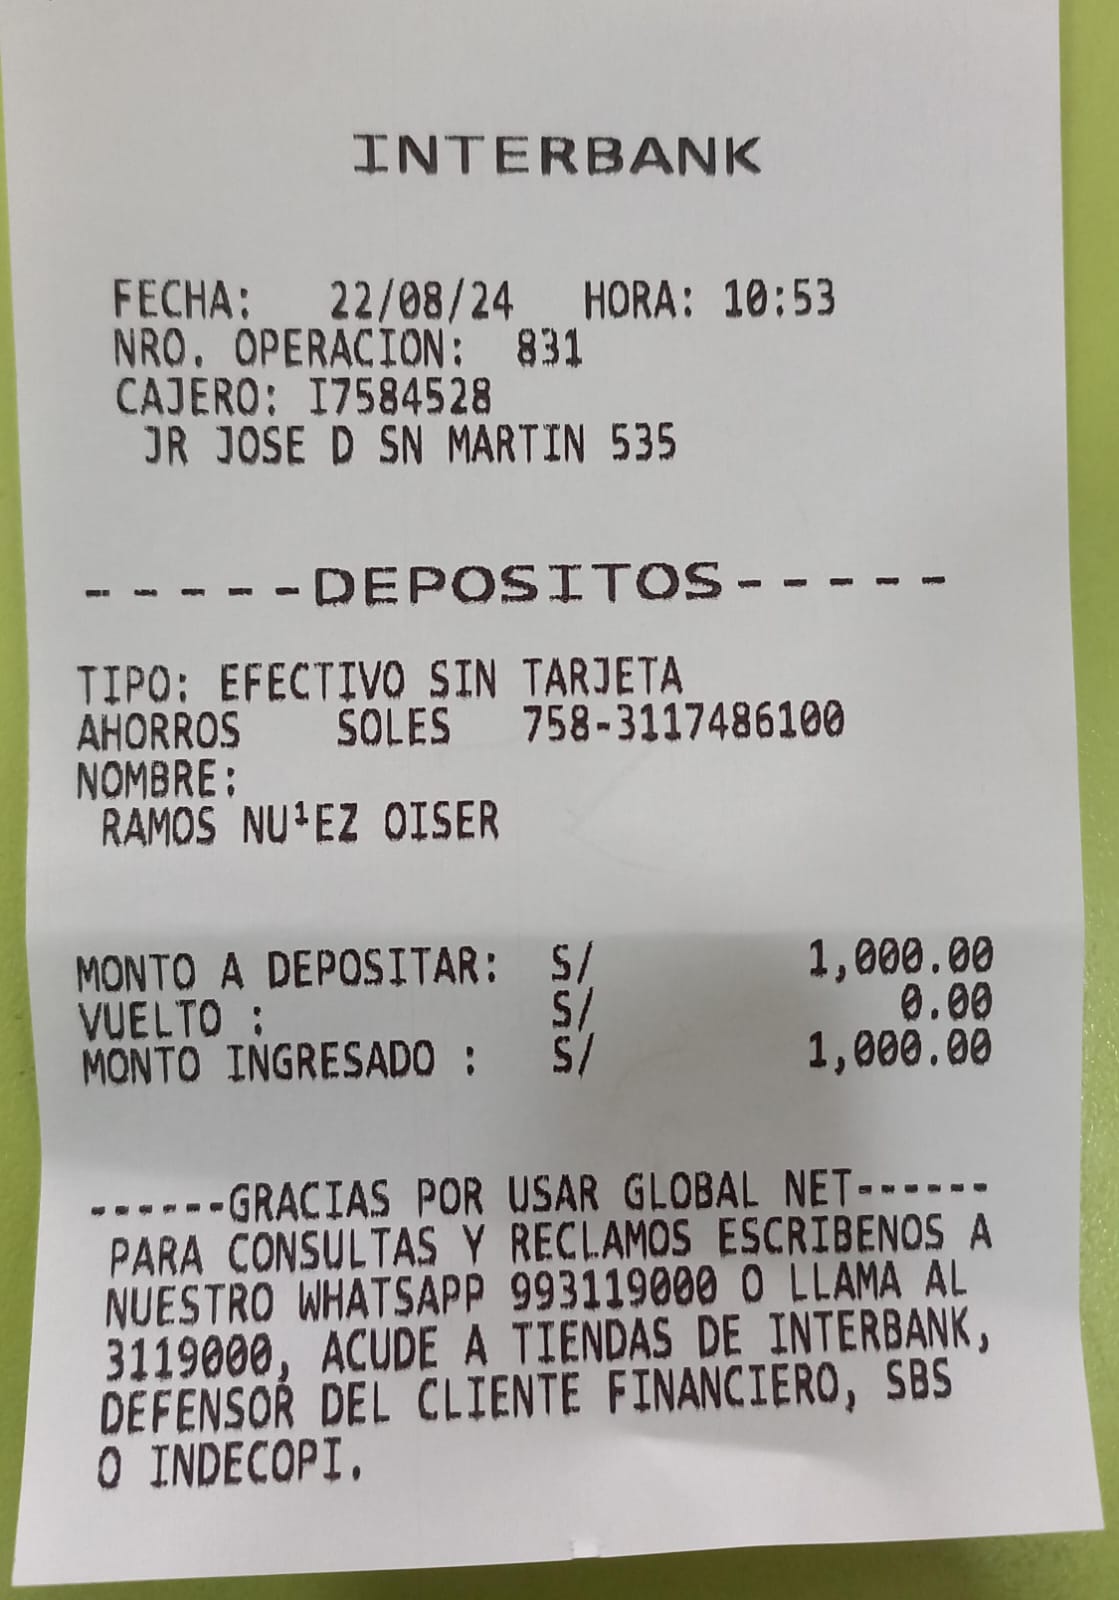 INTERBANK
FECHA: 22/08/24 HORA: 10:53
NRO. OPERACION: 831
CAJERO: I7584528
JR JOSE D SN MARTIN 535
-----DEPOSITOS-----
TIPO: EFECTIVO SIN TARJETA
AHORROS SOLES 758-3117486100
NOMBRE:
RAMOS NU¹EZ OISER
MONTO A DEPOSITAR: S/ 1,000.00
VUELTO : S/ 0.00
MONTO INGRESADO : S/ 1,000.00
------GRACIAS POR USAR GLOBAL NET------
PARA CONSULTAS Y RECLAMOS ESCRIBENOS A
NUESTRO WHATSAPP 993119000 O LLAMA AL
3119000, ACUDE A TIENDAS DE INTERBANK,
DEFENSOR DEL CLIENTE FINANCIERO, SBS
O INDECOPI.